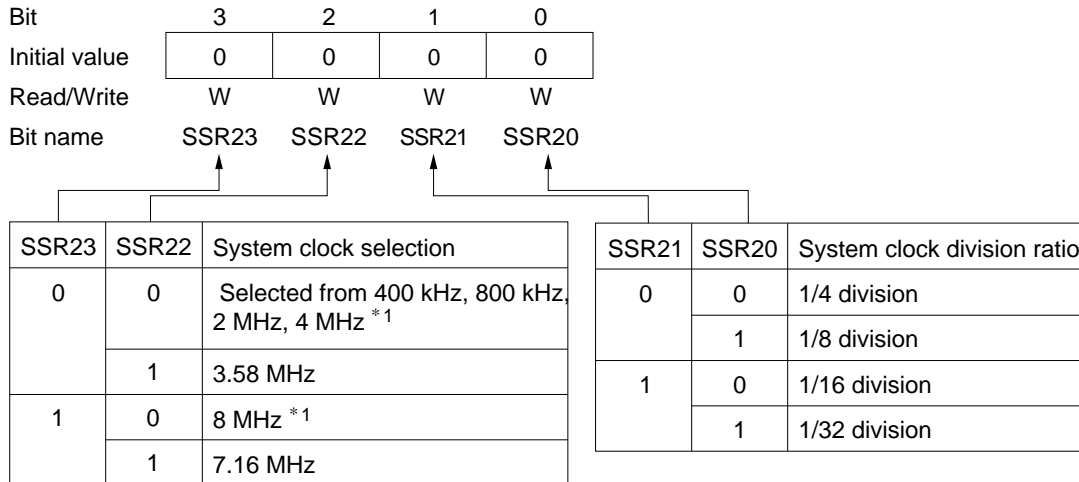 Bit 3 2 1 0
Initial value 0 0 0 0
Read/Write W W W W
Bit name SSR23 SSR22 SSR21 SSR20
SSR23 SSR22 System clock selection
0 0 Selected from 400 kHz, 800 kHz,
2 MHz, 4 MHz *1
1 3.58 MHz
1 0 8 MHz *1
1 7.16 MHz
SSR21 SSR20 System clock division ratio
0 0 1/4 division
1 1/8 division
1 0 1/16 division
1 1/32 division